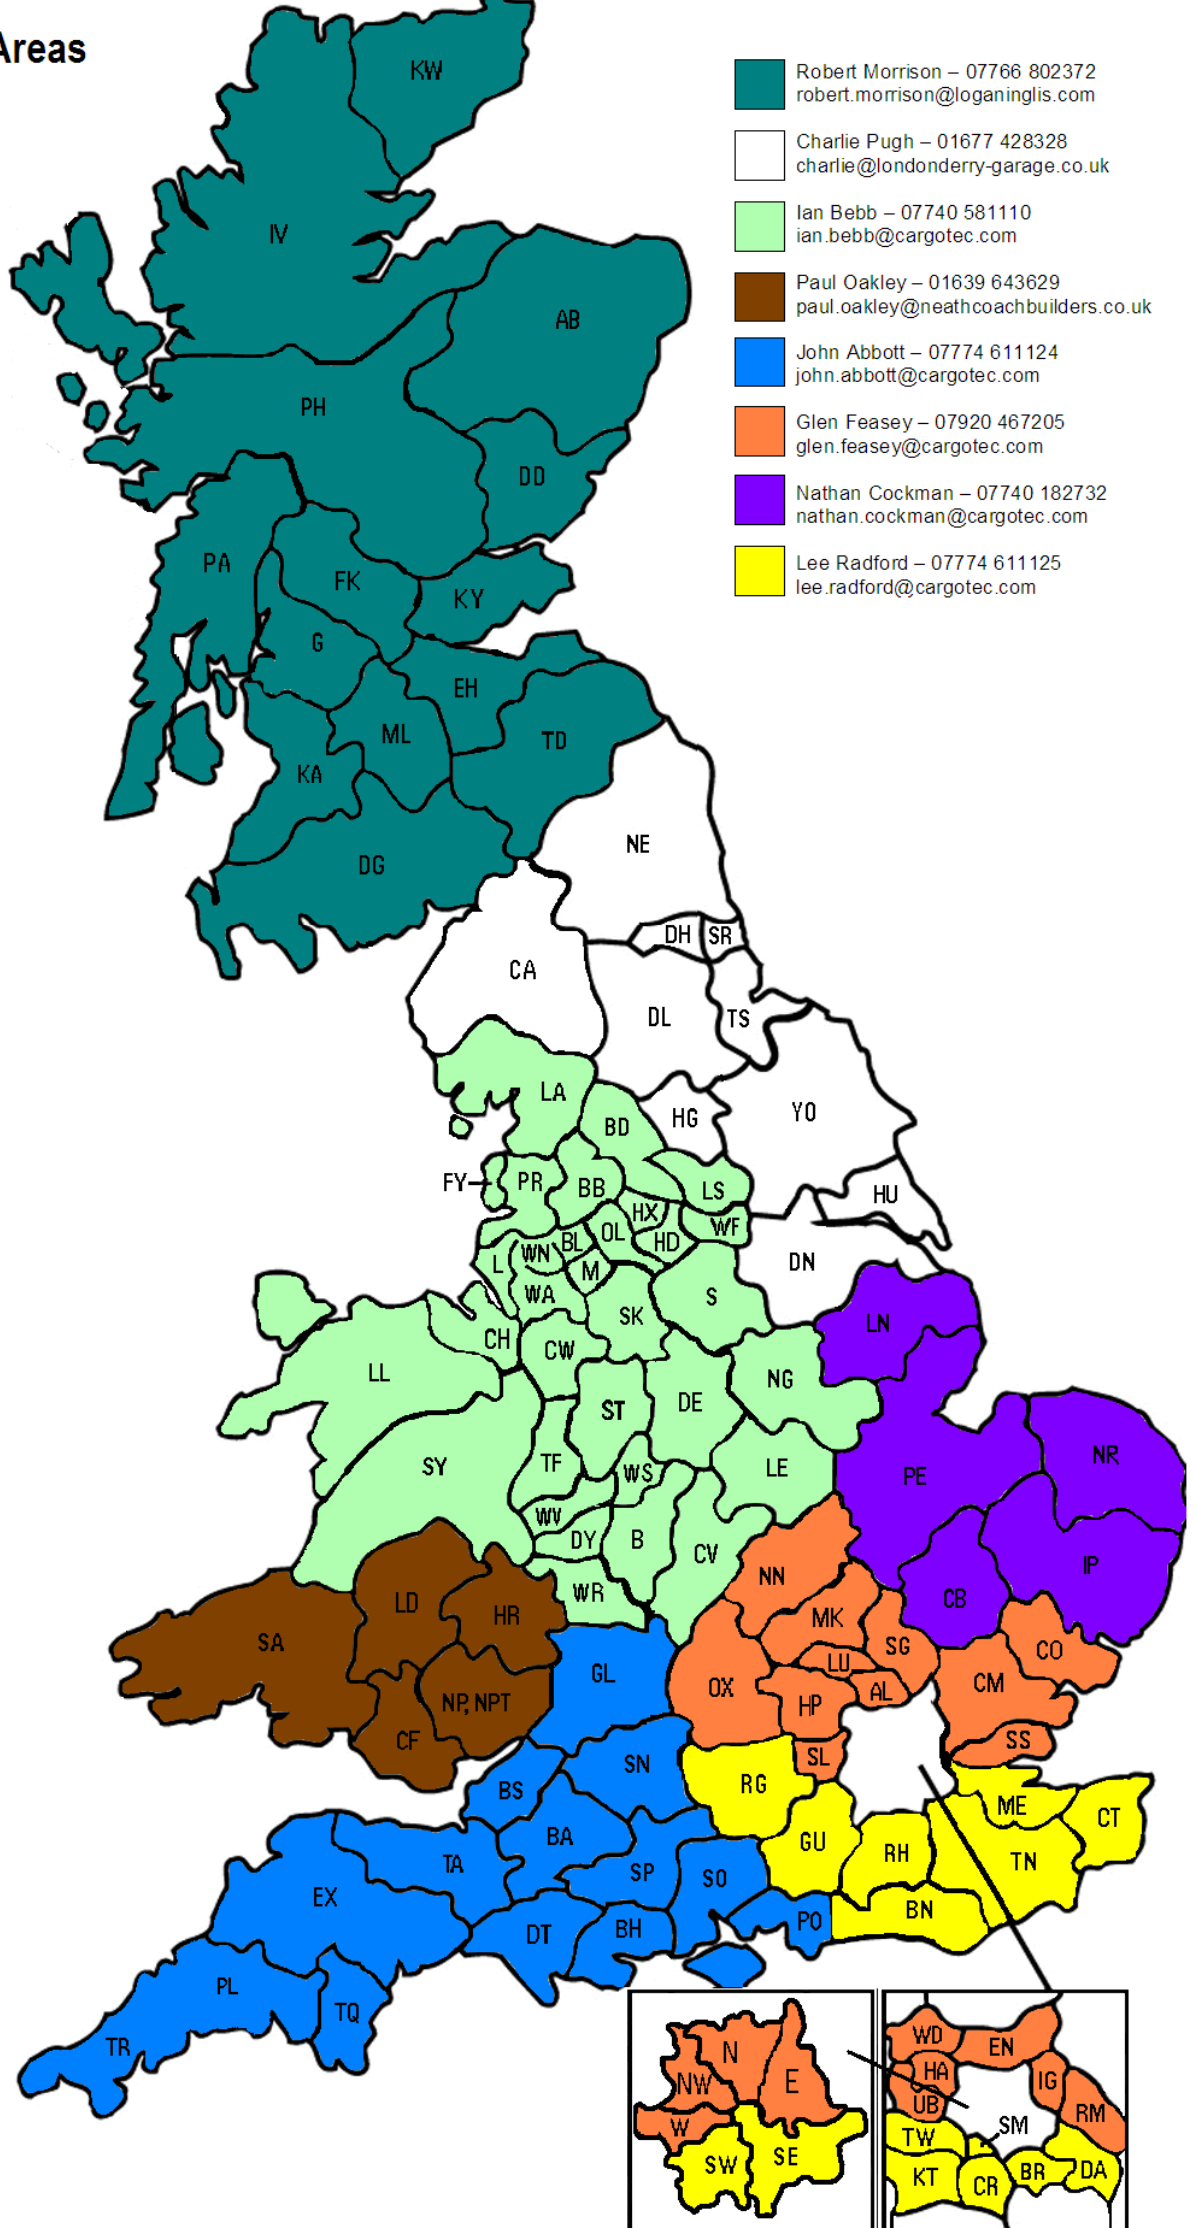 Areas
Robert Morrison – 07766 802372
robert.morrison@loganinglis.com
Charlie Pugh – 01677 428328
charlie@londonderry-garage.co.uk
Ian Bebb – 07740 581110
ian.bebb@cargotec.com
Paul Oakley – 01639 643629
paul.oakley@neathcoachbuilders.co.uk
John Abbott – 07774 611124
john.abbott@cargotec.com
Glen Feasey – 07920 467205
glen.feasey@cargotec.com
Nathan Cockman – 07740 182732
nathan.cockman@cargotec.com
Lee Radford – 07774 611125
lee.radford@cargotec.com
KW
IV
AB
PH
DD
PA
FK
KY
G
EH
ML
TD
KA
DG
NE
DH
SR
CA
DL
TS
LA
HG
YO
BD
FY
PR
BB
LS
HU
HX
WF
OL
HD
BL
WN
L
M
DN
WA
S
SK
LN
CH
CW
LL
NG
DE
ST
SY
TF
WS
LE
PE
NR
WV
DY
B
CV
IP
NN
WR
CB
LD
HR
MK
SA
SG
CO
LU
GL
OX
AL
CM
HP
NP, NPT
CF
SS
SL
SN
RG
BS
ME
CT
BA
GU
RH
TN
TA
SP
SO
EX
BN
PO
DT
BH
PL
TQ
TR
N
NW
E
W
SW
SE
WD
EN
HA
IG
UB
RM
SM
TW
KT
CR
BR
DA